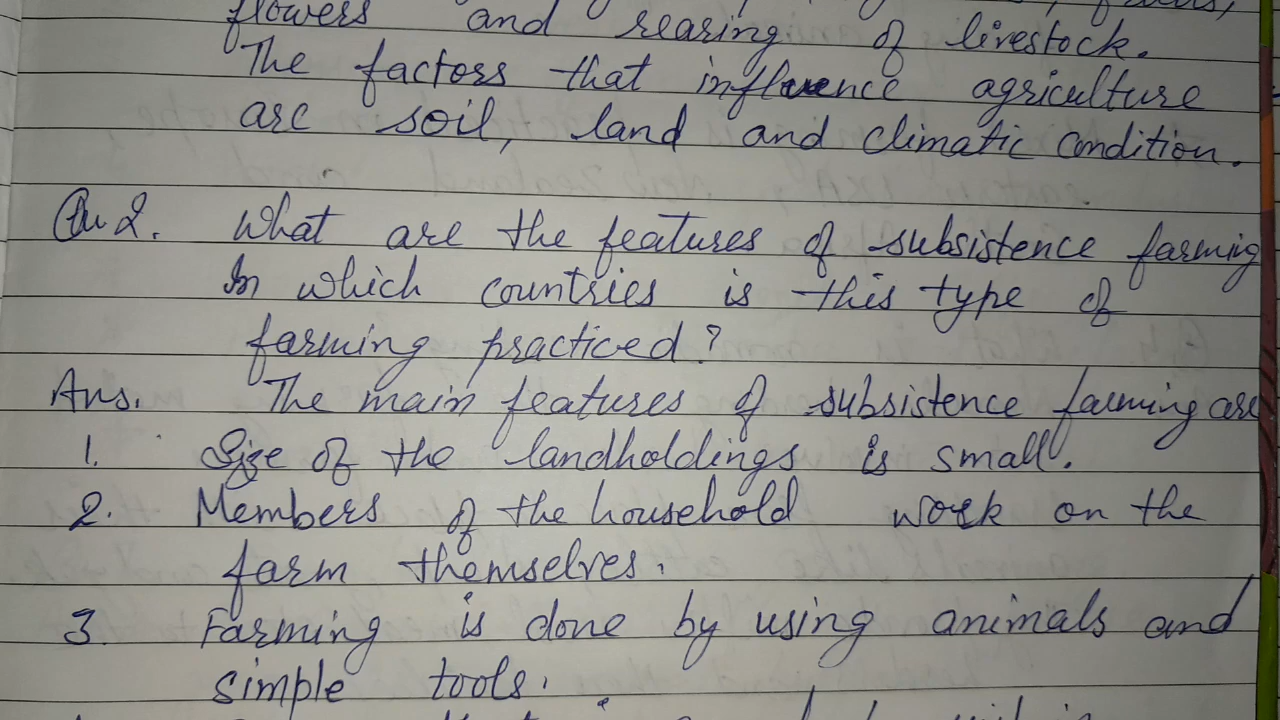 flowers and rearing of livestock.
The factors that influence agriculture
are soil, land and climatic condition.
Qu 2. What are the features of subsistence farming
In which countries is this type of
farming practiced?
Ans. The main features of subsistence farming are
1. Size of the landholdings is small.
2. Members of the household work on the
farm themselves.
3. Farming is done by using animals and
simple tools.